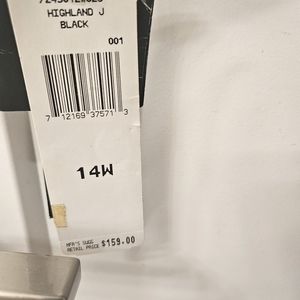 HIGHLAND J
BLACK
001
7 12169 37571 3
14W
MFR'S SUGG
RETAIL PRICE $159.00